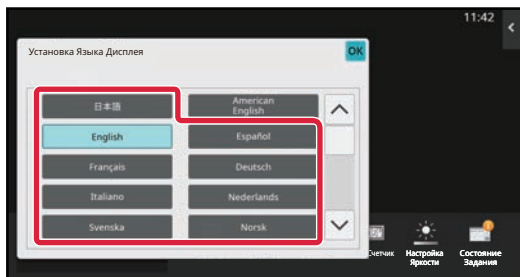 11:42
Установка Языка Дисплея
OK
日本語
American
English
English
Español
Français
Deutsch
Italiano
Nederlands
Svenska
Norsk
Счетчик
Настройка
Яркости
Состояние
Задания